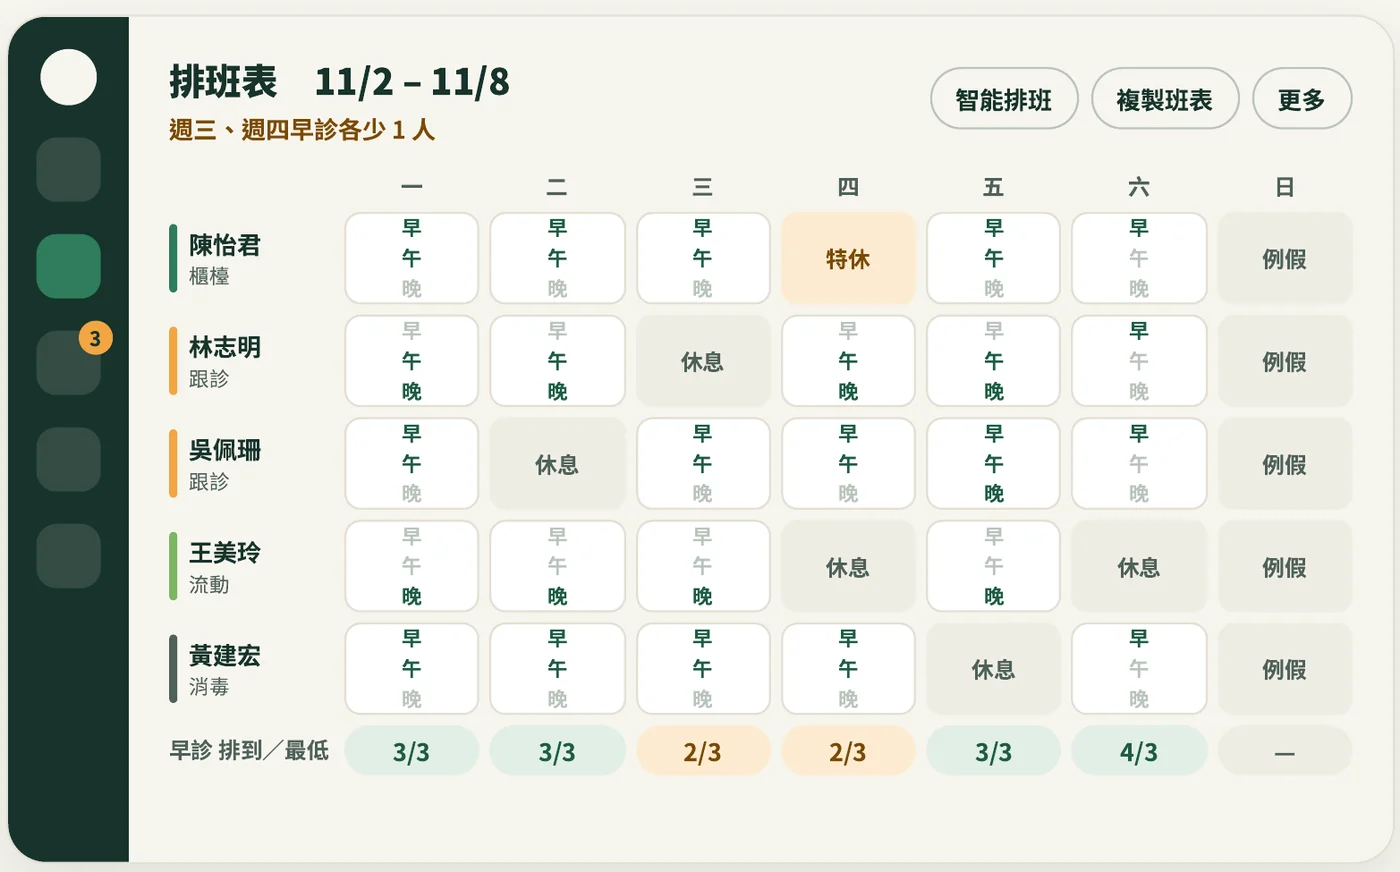 排班表 11/2 – 11/8
週三、週四早診各少 1 人
智能排班 複製班表 更多
一 二 三 四 五 六 日
陳怡君
櫃檯
早 午 晚
早 午 晚
早 午 晚
特休
早 午 晚
早 午 晚
例假
3
林志明
跟診
早 午 晚
早 午 晚
休息
早 午 晚
早 午 晚
早 午 晚
例假
吳佩珊
跟診
早 午 晚
休息
早 午 晚
早 午 晚
早 午 晚
早 午 晚
例假
王美玲
流動
早 午 晚
早 午 晚
早 午 晚
休息
早 午 晚
休息
例假
黃建宏
消毒
早 午 晚
早 午 晚
早 午 晚
早 午 晚
休息
早 午 晚
例假
早診 排到／最低 3/3 3/3 2/3 2/3 3/3 4/3 —